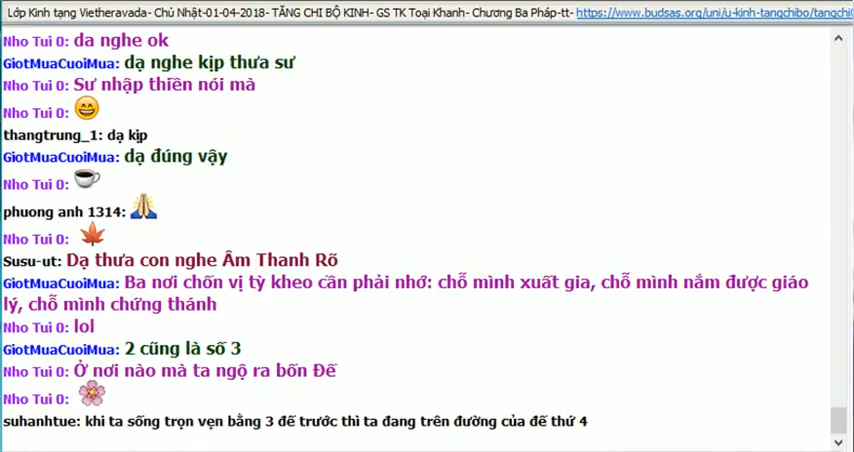 Lớp Kinh tạng Vietheravada- Chủ Nhật-01-04-2018- TĂNG CHI BỘ KINH- GS TK Toại Khanh- Chương Ba Pháp-tt- https://www.budsas.org/uni/u-kinh-tangchibo/tangchi0
Nho Tui 0: da nghe ok
GiotMuaCuoiMua: dạ nghe kịp thưa sư
Nho Tui 0: Sư nhập thiền nói mà
Nho Tui 0:
thangtrung_1: dạ kịp
GiotMuaCuoiMua: dạ đúng vậy
Nho Tui 0:
phuong anh 1314:
Nho Tui 0:
Susu-ut: Dạ thưa con nghe Âm Thanh Rõ
GiotMuaCuoiMua: Ba nơi chốn vị tỳ kheo cần phải nhớ: chỗ mình xuất gia, chỗ mình nắm được giáo
lý, chỗ mình chứng thánh
Nho Tui 0: lol
GiotMuaCuoiMua: 2 cũng là số 3
Nho Tui 0: Ở nơi nào mà ta ngộ ra bốn Đế
Nho Tui 0:
suhanhtue: khi ta sống trọn vẹn bằng 3 đế trước thì ta đang trên đường của đế thứ 4